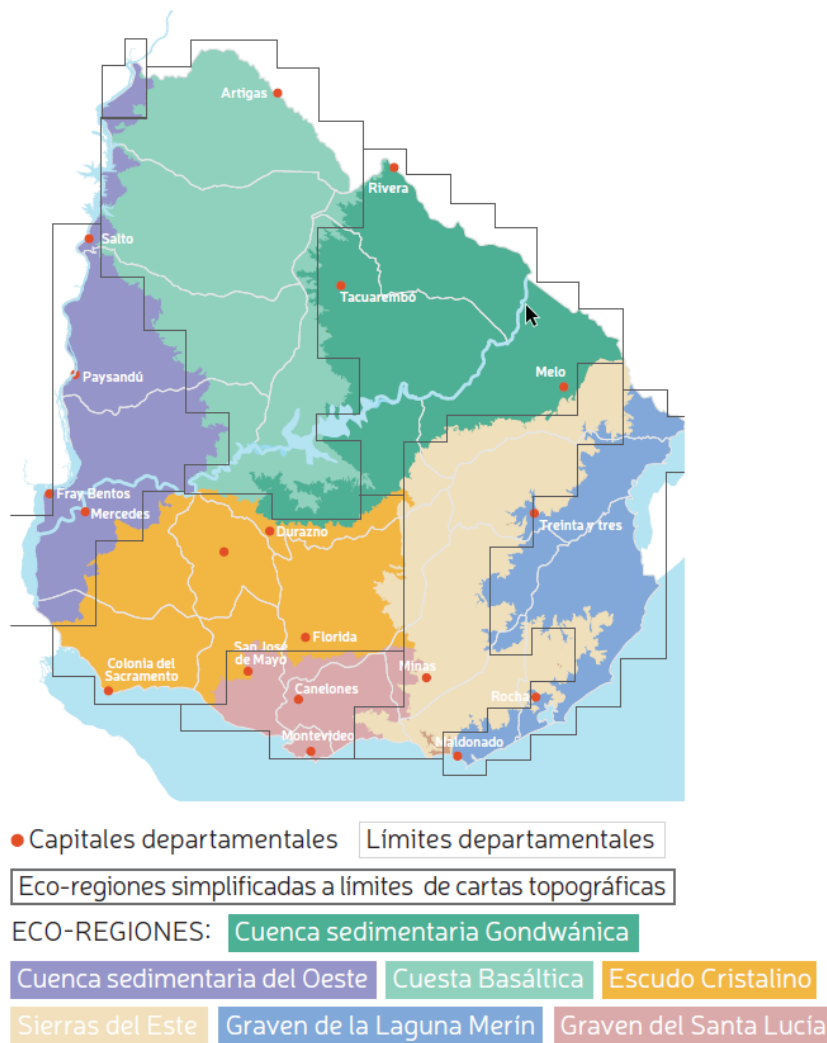 Artigas
Rivera
Salto
Tacuarembó
Paysandú
Melo
Fray Bentos
Mercedes
Treinta y tres
Durazno
Florida
San José
de Mayo
Colonia del
Sacramento
Minas
Canelones
Rocha
Montevideo
Maldonado
Capitales departamentales Límites departamentales
Eco-regiones simplificadas a límites de cartas topográficas
ECO-REGIONES: Cuenca sedimentaria Gondwánica
Cuenca sedimentaria del Oeste Cuesta Basáltica Escudo Cristalino
Sierras del Este Graven de la Laguna Merín Graven del Santa Lucía